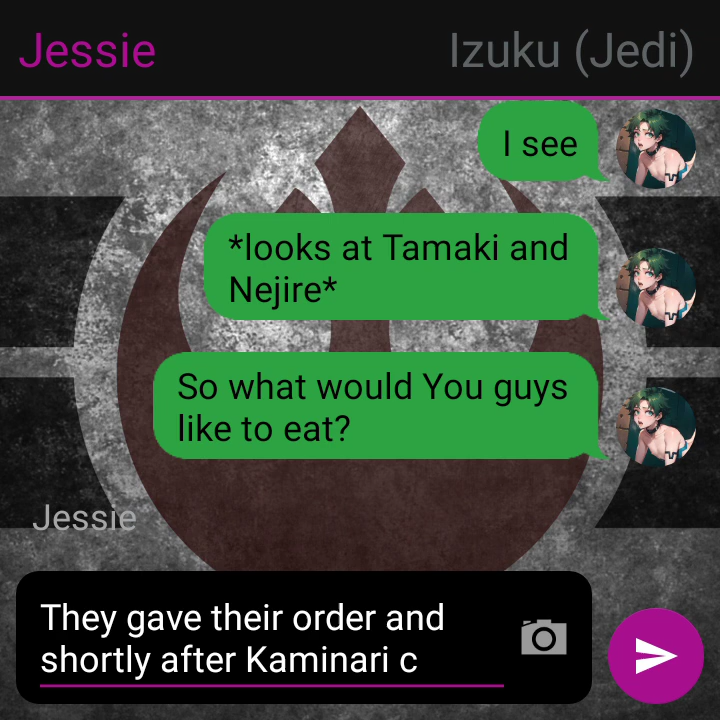 Jessie
Izuku (Jedi)
I see
*looks at Tamaki and
Nejire*
So what would You guys
like to eat?
Jessie
They gave their order and
shortly after Kaminari c